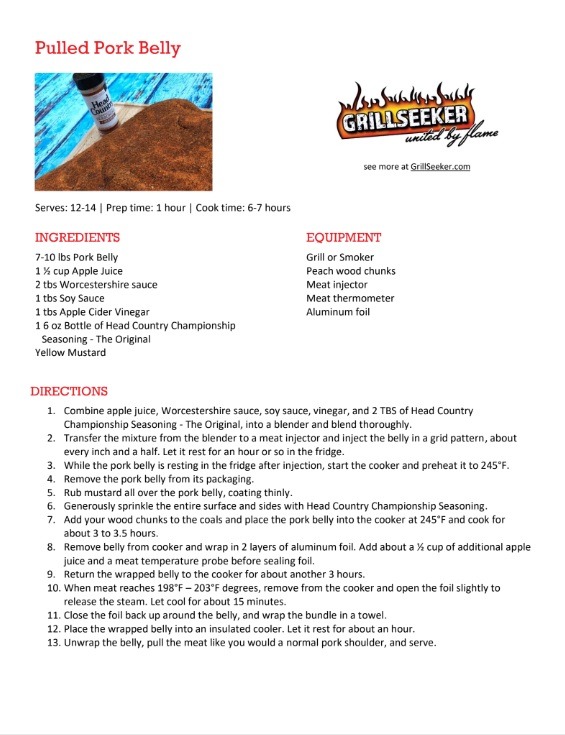 Pulled Pork Belly
Head
Country
GRILLSEEKER
united by flame
see more at GrillSeeker.com
Serves: 12-14 | Prep time: 1 hour | Cook time: 6-7 hours
INGREDIENTS
7-10 lbs Pork Belly
1 ½ cup Apple Juice
2 tbs Worcestershire sauce
1 tbs Soy Sauce
1 tbs Apple Cider Vinegar
1 6 oz Bottle of Head Country Championship
Seasoning - The Original
Yellow Mustard
EQUIPMENT
Grill or Smoker
Peach wood chunks
Meat injector
Meat thermometer
Aluminum foil
DIRECTIONS
1. Combine apple juice, Worcestershire sauce, soy sauce, vinegar, and 2 TBS of Head Country
Championship Seasoning - The Original, into a blender and blend thoroughly.
2. Transfer the mixture from the blender to a meat injector and inject the belly in a grid pattern, about
every inch and a half. Let it rest for an hour or so in the fridge.
3. While the pork belly is resting in the fridge after injection, start the cooker and preheat it to 245°F.
4. Remove the pork belly from its packaging.
5. Rub mustard all over the pork belly, coating thinly.
6. Generously sprinkle the entire surface and sides with Head Country Championship Seasoning.
7. Add your wood chunks to the coals and place the pork belly into the cooker at 245°F and cook for
about 3 to 3.5 hours.
8. Remove belly from cooker and wrap in 2 layers of aluminum foil. Add about a ½ cup of additional apple
juice and a meat temperature probe before sealing foil.
9. Return the wrapped belly to the cooker for about another 3 hours.
10. When meat reaches 198°F – 203°F degrees, remove from the cooker and open the foil slightly to
release the steam. Let cool for about 15 minutes.
11. Close the foil back up around the belly, and wrap the bundle in a towel.
12. Place the wrapped belly into an insulated cooler. Let it rest for about an hour.
13. Unwrap the belly, pull the meat like you would a normal pork shoulder, and serve.